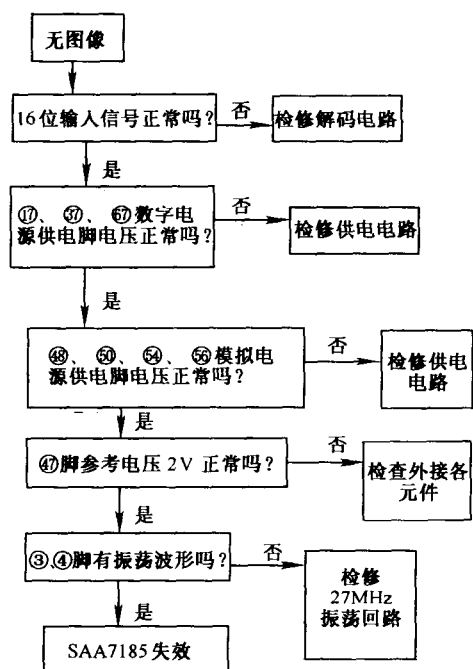 无图像
16位输入信号正常吗?
否
检修解码电路
是
⑰、㊲、67数字电
源供电脚电压正常吗?
否
检修供电电路
是
㊽、㊿、54、56模拟电
源供电脚电压正常吗?
否
检修供电
电路
是
㊼脚参考电压2V正常吗?
否
检查外接各
元件
是
③、④脚有振荡波形吗?
否
检修
27MHz
振荡回路
是
SAA7185失效